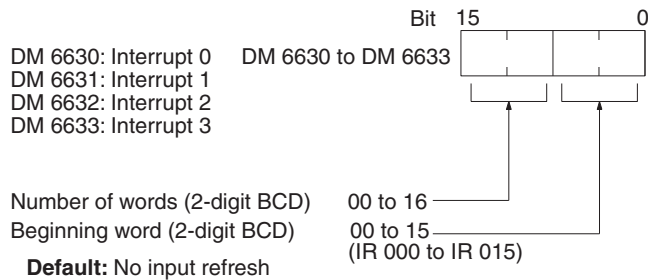 Bit 15 0
DM 6630: Interrupt 0 DM 6630 to DM 6633
DM 6631: Interrupt 1
DM 6632: Interrupt 2
DM 6633: Interrupt 3
Number of words (2-digit BCD) 00 to 16
Beginning word (2-digit BCD) 00 to 15
(IR 000 to IR 015)
Default: No input refresh